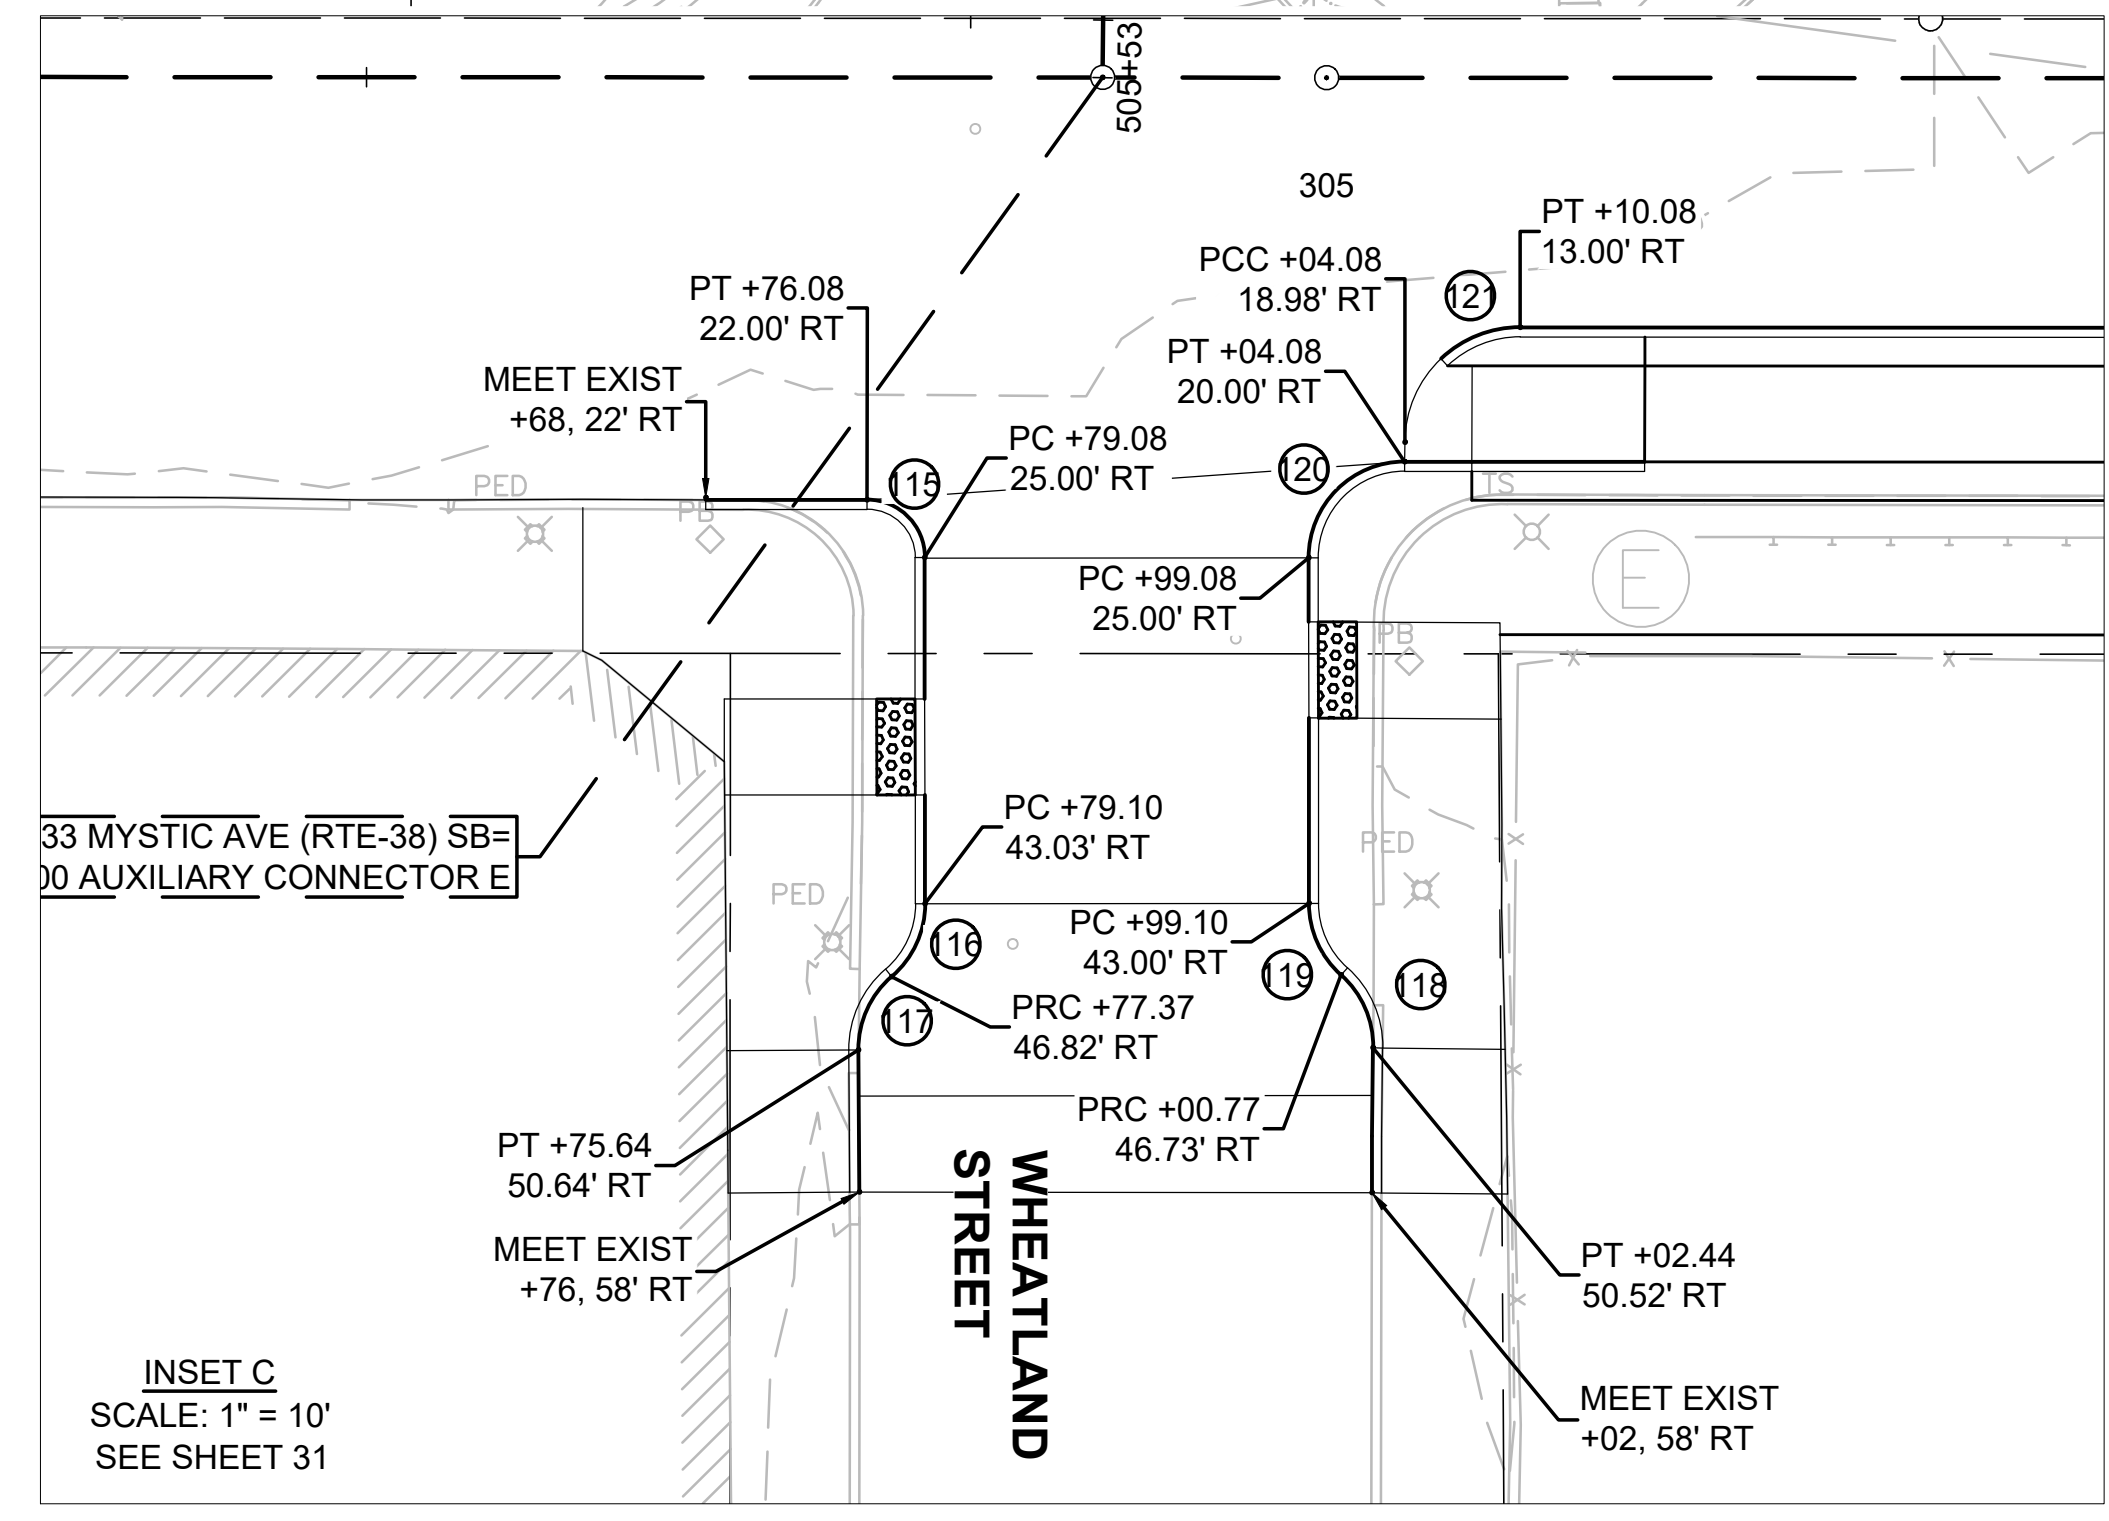 505+53
305
PT +10.08
13.00' RT
PCC +04.08
18.98' RT
121
PT +76.08
22.00' RT
PT +04.08
20.00' RT
MEET EXIST
+68, 22' RT
PC +79.08
25.00' RT
115
120
PED
PB
TS
PC +99.08
25.00' RT
E
PB
PC +79.10
43.03' RT
33 MYSTIC AVE (RTE-38) SB=
00 AUXILIARY CONNECTOR E
PED
PED
PC +99.10
43.00' RT
116
119
118
117
PRC +77.37
46.82' RT
PRC +00.77
46.73' RT
PT +75.64
50.64' RT
WHEATLAND
STREET
MEET EXIST
+76, 58' RT
PT +02.44
50.52' RT
MEET EXIST
+02, 58' RT
INSET C
SCALE: 1" = 10'
SEE SHEET 31